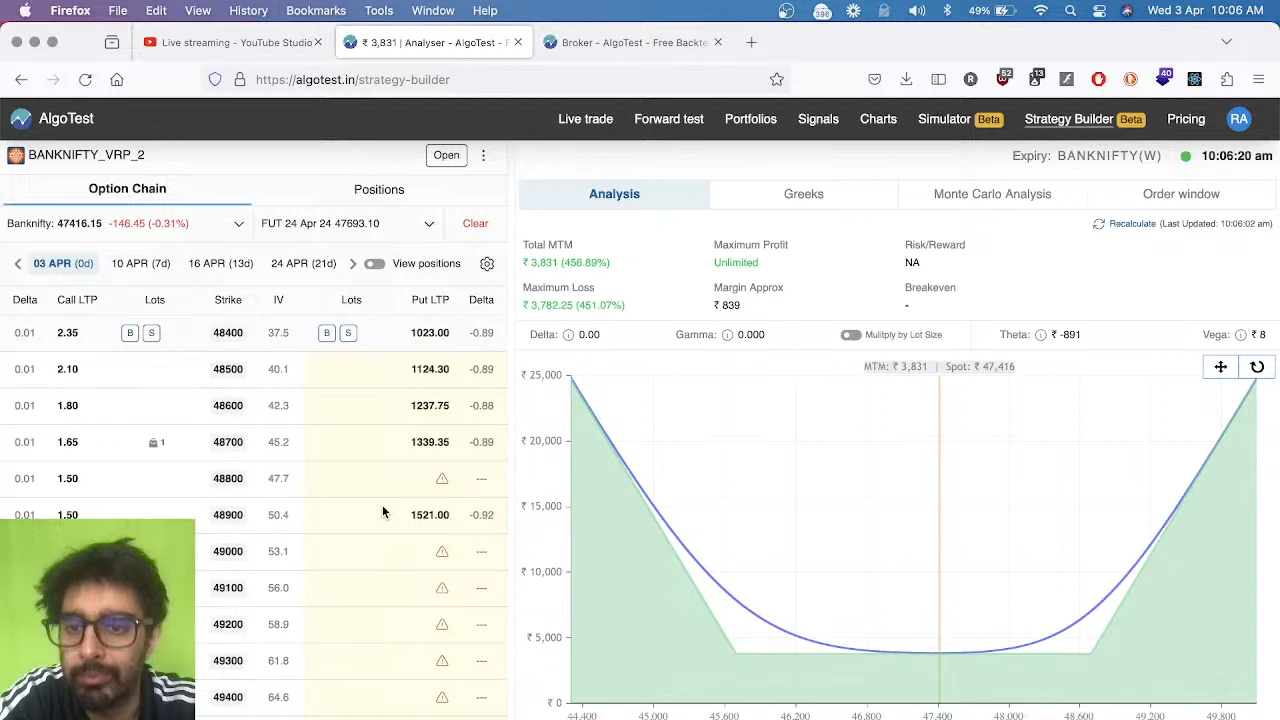 Firefox File Edit View History Bookmarks Tools Window Help 396 49% Wed 3 Apr 10:06 AM
Live streaming - YouTube Studio ₹ 3,831 | Analyser - AlgoTest - F Broker - AlgoTest - Free Backte
https://algotest.in/strategy-builder R 52 13 40
AlgoTest Live trade Forward test Portfolios Signals Charts Simulator Beta Strategy Builder Beta Pricing RA
BANKNIFTY_VRP_2 Open Expiry: BANKNIFTY(W) 10:06:20 am
Option Chain Positions
Analysis Greeks Monte Carlo Analysis Order window
Banknifty: 47416.15 -146.45 (-0.31%) FUT 24 Apr 24 47693.10 Clear
Recalculate (Last Updated: 10:06:02 am)
03 APR (0d) 10 APR (7d) 16 APR (13d) 24 APR (21d) View positions
Total MTM Maximum Profit Risk/Reward
₹ 3,831 (456.89%) Unlimited NA
Maximum Loss Margin Approx Breakeven
₹ 3,782.25 (451.07%) ₹ 839 -
Delta Call LTP Lots Strike IV Lots Put LTP Delta
0.01 2.35 B S 48400 37.5 B S 1023.00 -0.89
0.01 2.10 48500 40.1 1124.30 -0.89
0.01 1.80 48600 42.3 1237.75 -0.88
0.01 1.65 1 48700 45.2 1339.35 -0.89
0.01 1.50 48800 47.7 ---
0.01 1.50 48900 50.4 1521.00 -0.92
49000 53.1 ---
49100 56.0 ---
49200 58.9 ---
49300 61.8 ---
49400 64.6 ---
Delta: 0.00 Gamma: 0.000 Mulitply by Lot Size Theta: ₹ -891 Vega: ₹ 8
MTM: ₹ 3,831 | Spot: ₹ 47,416
₹ 25,000
₹ 20,000
₹ 15,000
₹ 10,000
₹ 5,000
₹ 0
44,400 45,000 45,600 46,200 46,800 47,400 48,000 48,600 49,200 49,800